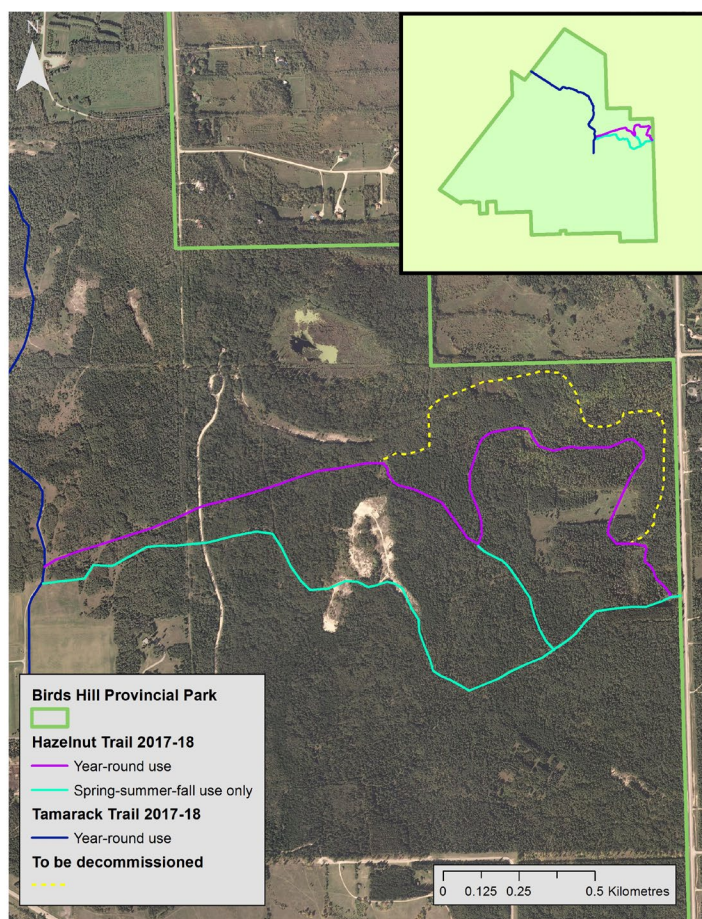 N
Birds Hill Provincial Park
Hazelnut Trail 2017-18
Year-round use
Spring-summer-fall use only
Tamarack Trail 2017-18
Year-round use
To be decommissioned
0 0.125 0.25 0.5 Kilometres